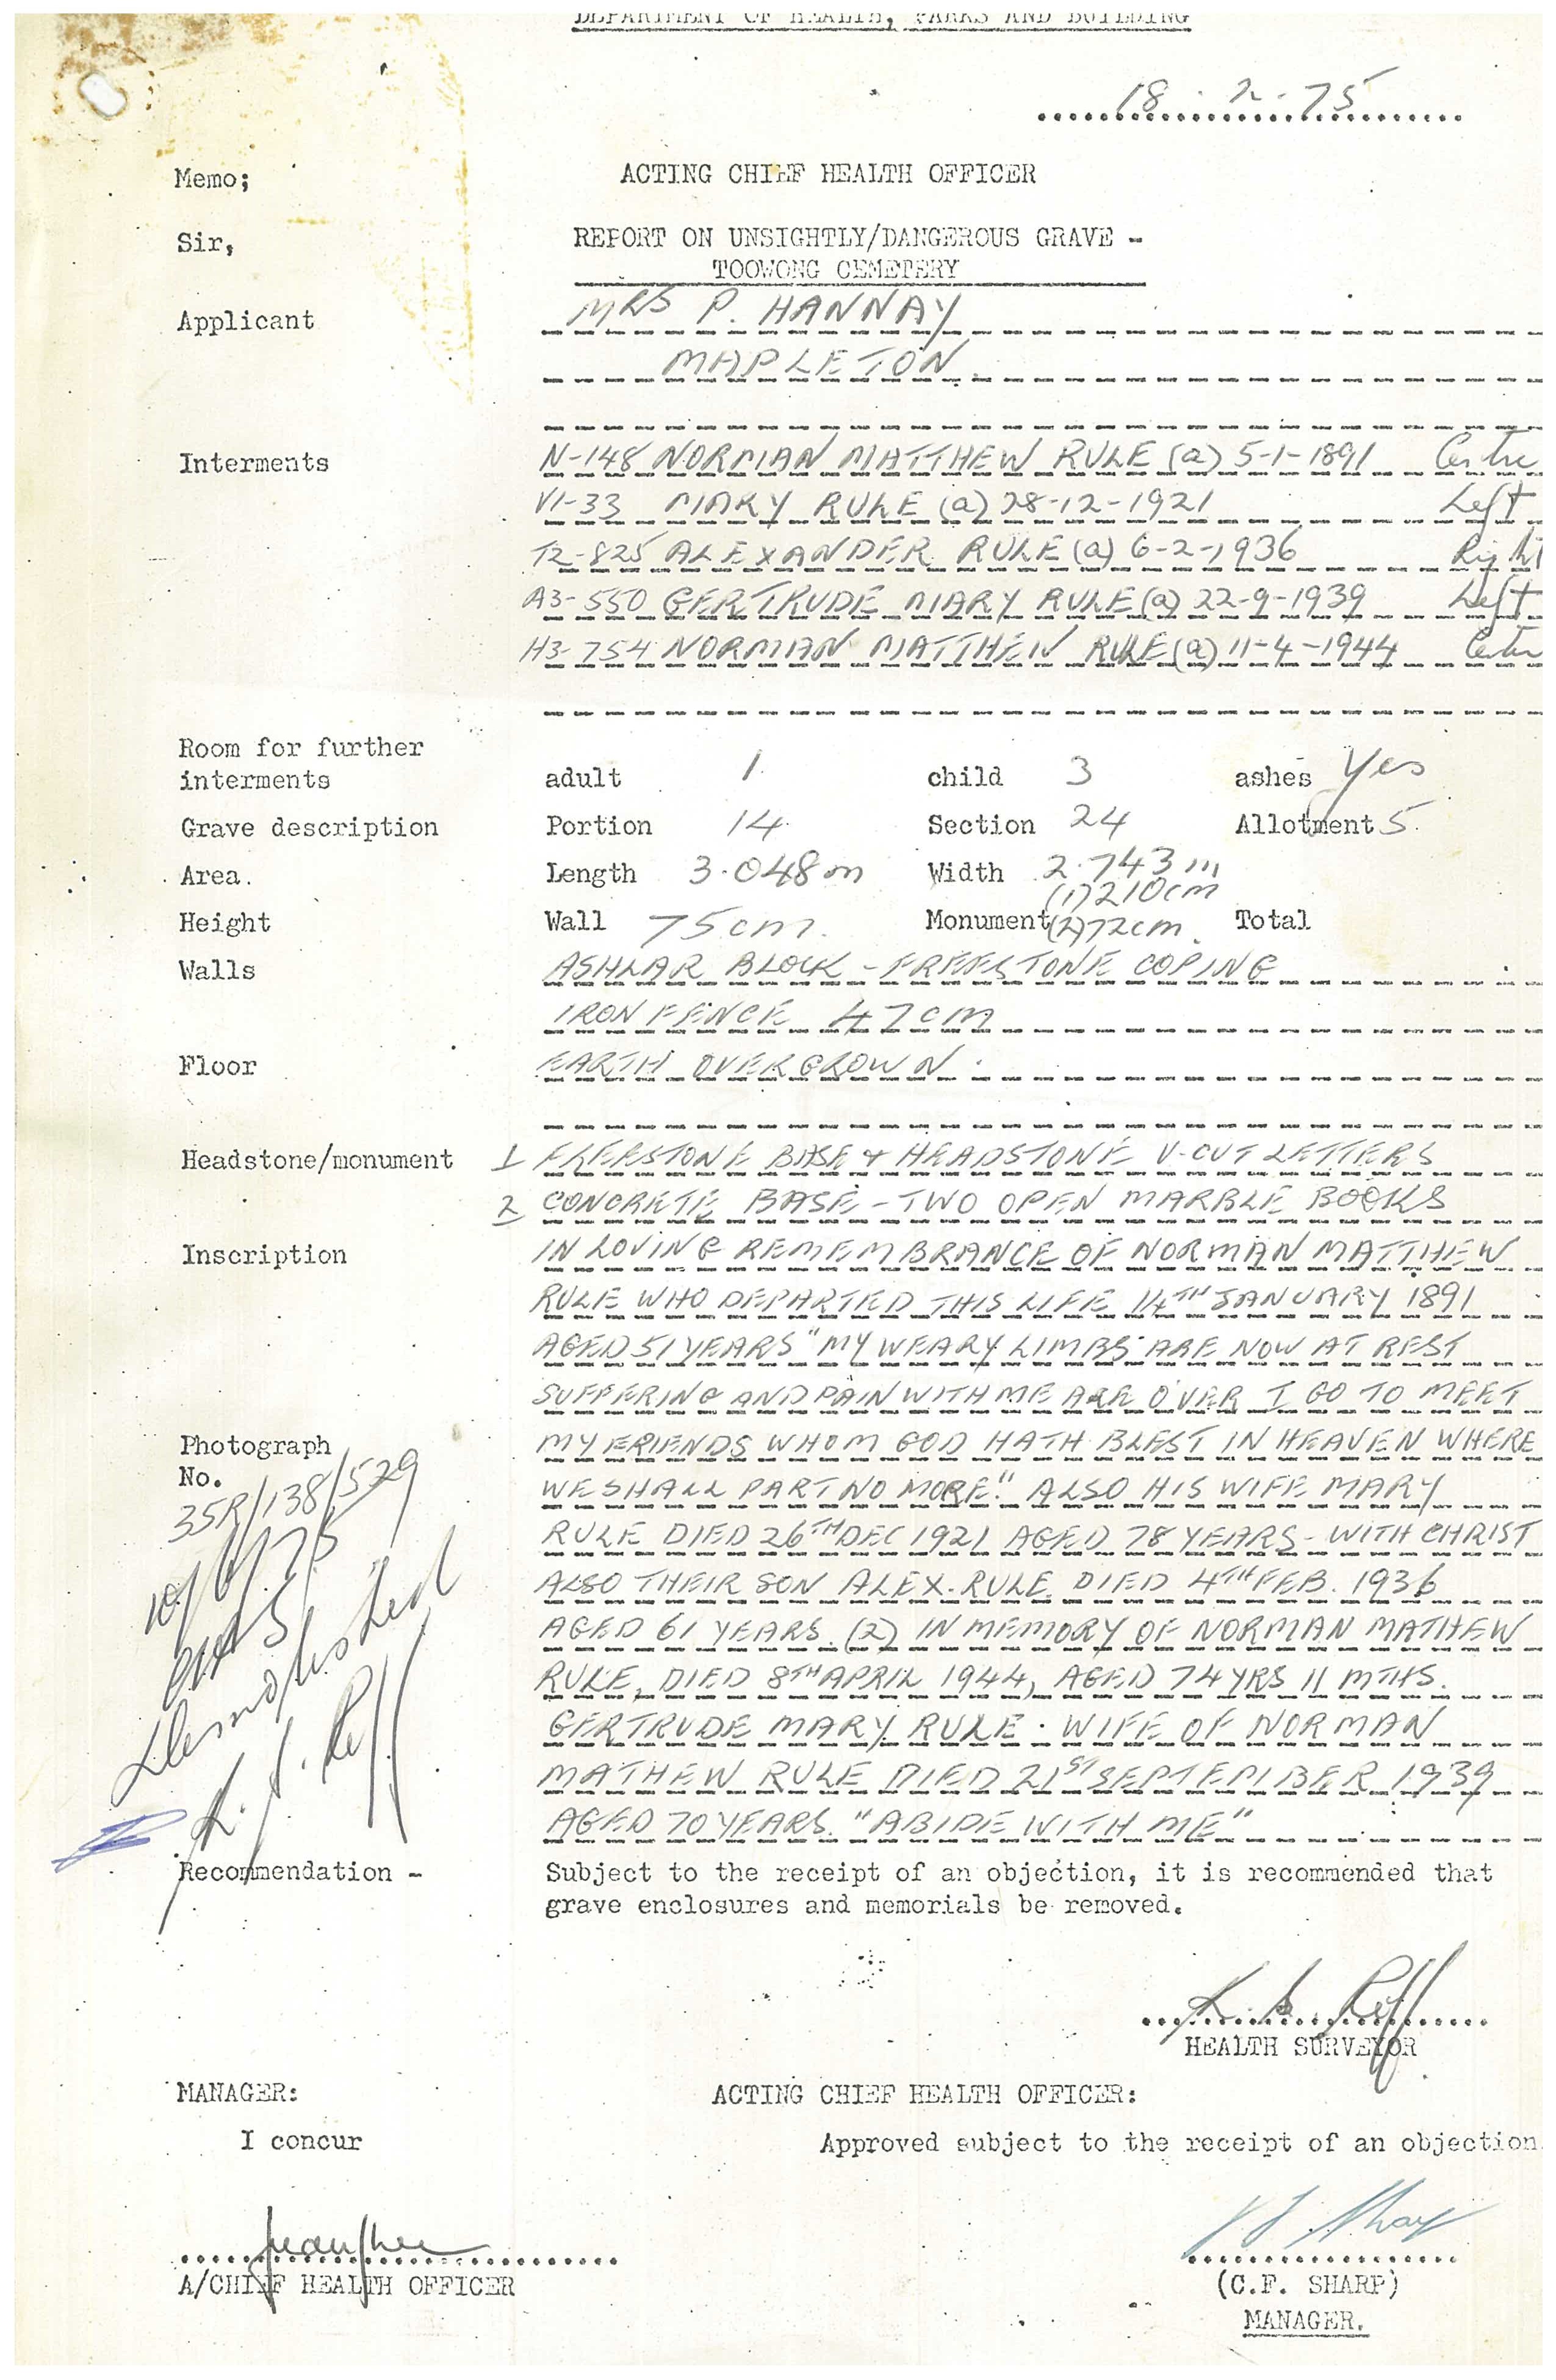 DEPARTMENT OF HEALTH, PARKS AND BUILDING
18-2-75
Memo; ACTING CHIEF HEALTH OFFICER
Sir, REPORT ON UNSIGHTLY/DANGEROUS GRAVE -
TOOWONG CEMETERY
Applicant MRS P. HANNAY
MAPLETON
Interments N-148 NORMAN MATTHEW RULE (a) 5-1-1891 Centre
V1-33 MARY RULE (a) 28-12-1921 Left
T2-825 ALEXANDER RULE (a) 6-2-1936 Right
A3-550 GERTRUDE MARY RULE (a) 22-9-1939 Left
H3-754 NORMAN MATTHEW RULE (a) 11-4-1944 Centre
Room for further
interments adult 1 child 3 ashes Yes
Grave description Portion 14 Section 24 Allotment 5.
Area. Length 3.048m Width 2.743m
(1) 210cm
Height Wall 75cm. Monument (2) 72cm. Total
Walls ASHLAR BLOCK - FREESTONE COPING
IRON FENCE 47cm
Floor EARTH OVERGROWN.
Headstone/monument 1 FREESTONE BASE & HEADSTONE V-CUT LETTERS
2 CONCRETE BASE - TWO OPEN MARBLE BOOKS
Inscription IN LOVING REMEMBRANCE OF NORMAN MATTHEW
RULE WHO DEPARTED THIS LIFE 14TH JANUARY 1891
AGED 51 YEARS "MY WEARY LIMBS ARE NOW AT REST
SUFFERING AND PAIN WITH ME ARE OVER I GO TO MEET
MY FRIENDS WHOM GOD HATH BLEST IN HEAVEN WHERE
WE SHALL PART NO MORE." ALSO HIS WIFE MARY
RULE DIED 26TH DEC 1921 AGED 78 YEARS - WITH CHRIST
ALSO THEIR SON ALEX. RULE DIED 4TH FEB. 1936
AGED 61 YEARS. (2) IN MEMORY OF NORMAN MATHEW
RULE, DIED 8TH APRIL 1944, AGED 74 YRS 11 MTHS.
GERTRUDE MARY RULE. WIFE OF NORMAN
MATHEW RULE DIED 21ST SEPTEMBER 1939
AGED 70 YEARS. "ABIDE WITH ME"
Photograph
No.
35R/138/529
10/6/75
demolished
K. J. Reff
Recommendation - Subject to the receipt of an objection, it is recommended that
grave enclosures and memorials be removed.
HEALTH SURVEYOR
MANAGER: ACTING CHIEF HEALTH OFFICER:
I concur Approved subject to the receipt of an objection.
A/CHIEF HEALTH OFFICER
(C.F. SHARP)
MANAGER.